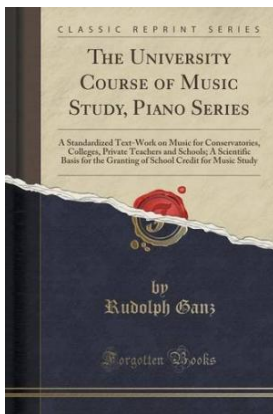 CLASSIC REPRINT SERIES
THE UNIVERSITY
COURSE OF MUSIC
STUDY, PIANO SERIES
A Standardized Text-Work on Music for Conservatories,
Colleges, Private Teachers and Schools; A Scientific
Basis for the Granting of School Credit for Music Study
by
Rudolph Ganz
Forgotten Books